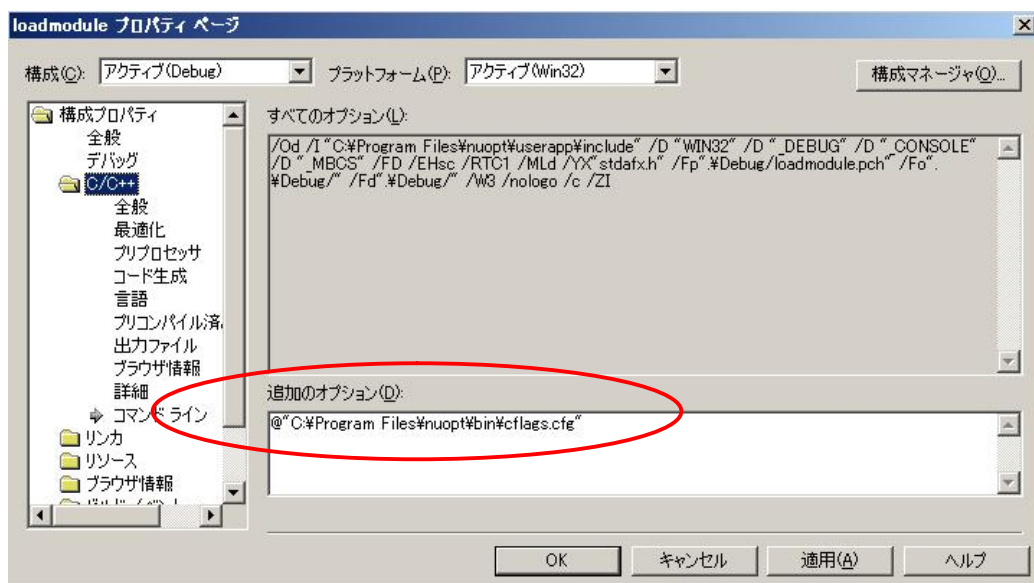 loadmodule プロパティ ページ
構成(C): アクティブ(Debug) プラットフォーム(P): アクティブ(Win32) 構成マネージャ(O)...
構成プロパティ
全般
デバッグ
C/C++
全般
最適化
プリプロセッサ
コード生成
言語
プリコンパイル済
出力ファイル
ブラウザ情報
詳細
コマンド ライン
リンカ
リソース
ブラウザ情報
すべてのオプション(L):
/Od /I "C:¥Program Files¥nuopt¥userapp¥include" /D "WIN32" /D "_DEBUG" /D "_CONSOLE"
/D "_MBCS" /FD /EHsc /RTC1 /MLd /YX"stdafx.h" /Fp".¥Debug/loadmodule.pch" /Fo".
¥Debug/" /Fd".¥Debug/" /W3 /nologo /c /ZI
追加のオプション(D):
@"C:¥Program Files¥nuopt¥bin¥cflags.cfg"
OK キャンセル 適用(A) ヘルプ